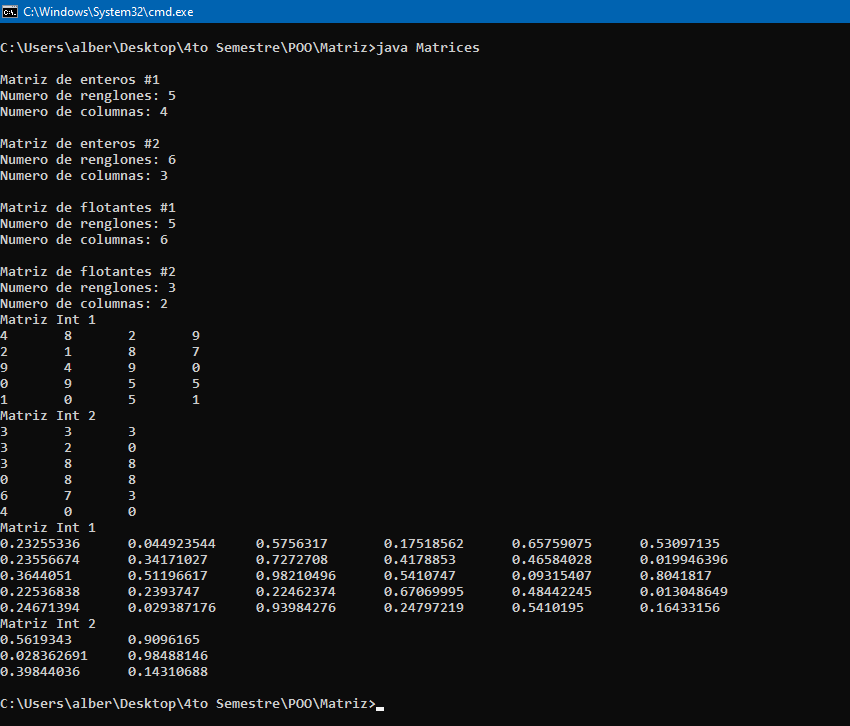 C:\Windows\System32\cmd.exe
C:\Users\alber\Desktop\4to Semestre\POO\Matriz>java Matrices
Matriz de enteros #1
Numero de renglones: 5
Numero de columnas: 4
Matriz de enteros #2
Numero de renglones: 6
Numero de columnas: 3
Matriz de flotantes #1
Numero de renglones: 5
Numero de columnas: 6
Matriz de flotantes #2
Numero de renglones: 3
Numero de columnas: 2
Matriz Int 1
4 8 2 9
2 1 8 7
9 4 9 0
0 9 5 5
1 0 5 1
Matriz Int 2
3 3 3
3 2 0
3 8 8
0 8 8
6 7 3
4 0 0
Matriz Int 1
0.23255336 0.044923544 0.5756317 0.17518562 0.65759075 0.53097135
0.23556674 0.34171027 0.7272708 0.4178853 0.46584028 0.019946396
0.3644051 0.51196617 0.98210496 0.5410747 0.09315407 0.8041817
0.22536838 0.2393747 0.22462374 0.67069995 0.48442245 0.013048649
0.24671394 0.029387176 0.93984276 0.24797219 0.5410195 0.16433156
Matriz Int 2
0.5619343 0.9096165
0.028362691 0.98488146
0.39844036 0.14310688
C:\Users\alber\Desktop\4to Semestre\POO\Matriz>